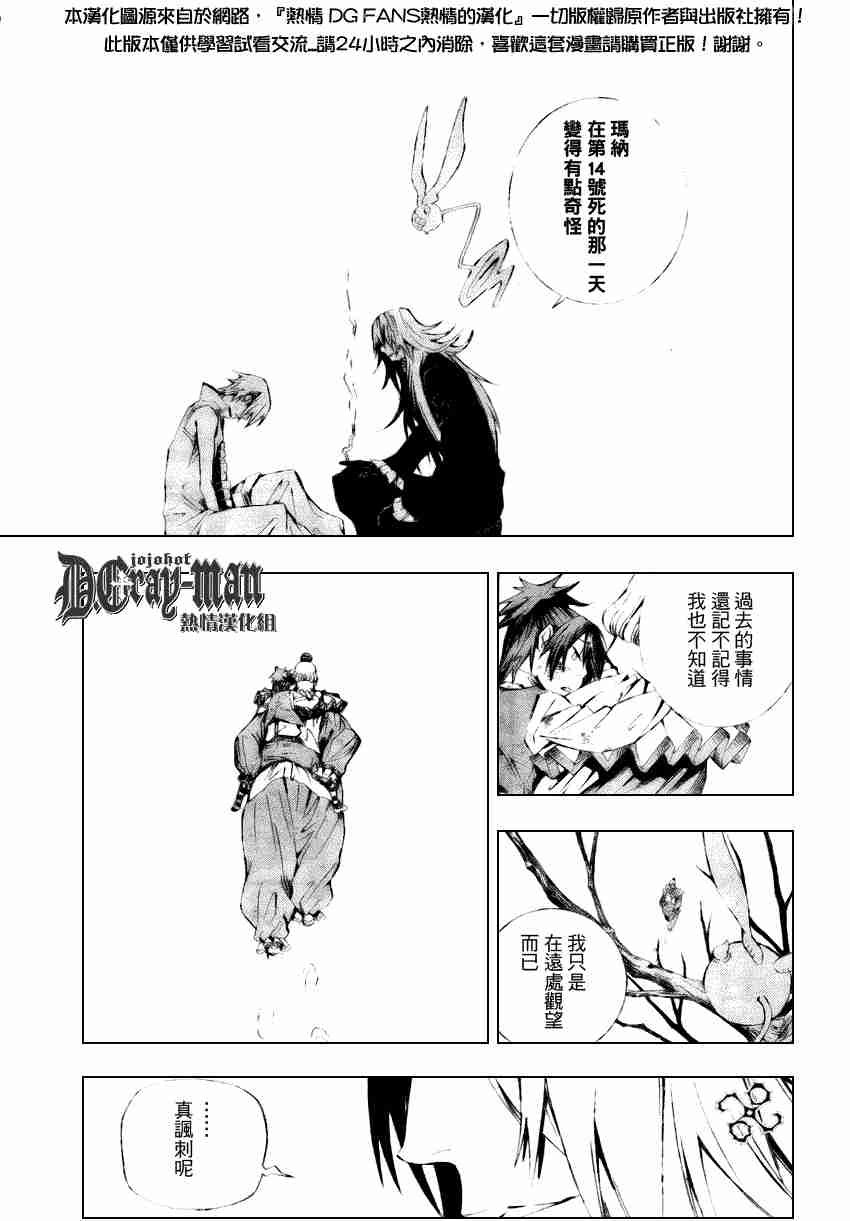 本漢化圖源來自於網路．『熱情 DG FANS熱情的漢化』一切版權歸原作者與出版社擁有！
此版本僅供學習試看交流_請24小時之內消除．喜歡這套漫畫請購買正版！謝謝。
瑪納
在第14號死的那一天
變得有點奇怪
jojohot
D.Gray-man
熱情漢化組
過去的事情
還記不記得
我也不知道
我只是
在遠處觀望
而已
……
真諷刺呢